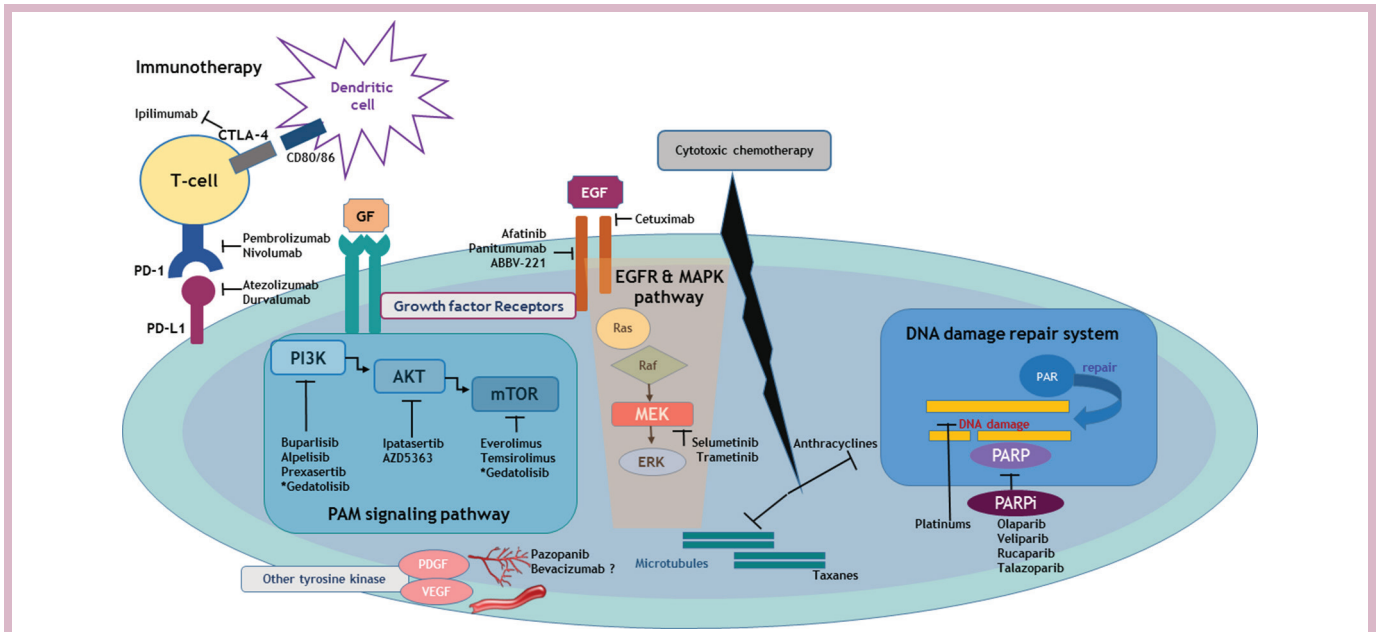 Immunotherapy
Dendritic
cell
Ipilimumab
CTLA-4
CD80/86
T-cell
Pembrolizumab
Nivolumab
PD-1
Atezolizumab
Durvalumab
PD-L1
GF
EGF
Cetuximab
Afatinib
Panitumumab
ABBV-221
Growth factor Receptors
EGFR & MAPK
pathway
Ras
Raf
MEK
ERK
Selumetinib
Trametinib
PI3K
AKT
mTOR
Buparlisib
Alpelisib
Prexasertib
*Gedatolisib
Ipatasertib
AZD5363
Everolimus
Temsirolimus
*Gedatolisib
PAM signaling pathway
Other tyrosine kinase
PDGF
VEGF
Pazopanib
Bevacizumab ?
Cytotoxic chemotherapy
Anthracyclines
Microtubules
Taxanes
DNA damage repair system
PAR
repair
DNA damage
PARP
PARPi
Platinums
Olaparib
Veliparib
Rucaparib
Talazoparib